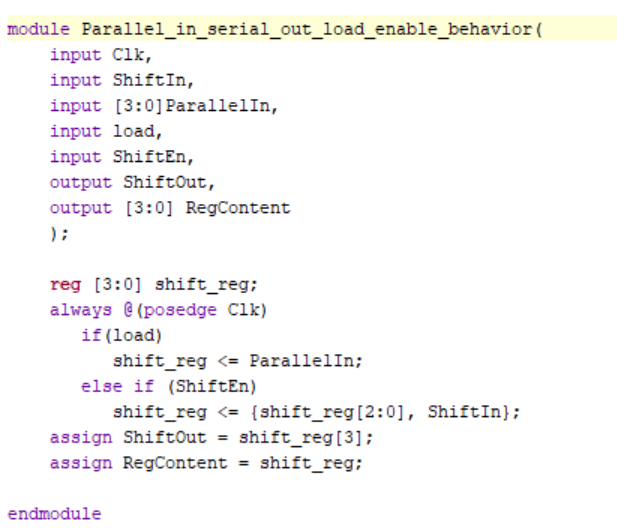 module Parallel_in_serial_out_load_enable_behavior(
    input Clk,
    input ShiftIn,
    input [3:0]ParallelIn,
    input load,
    input ShiftEn,
    output ShiftOut,
    output [3:0] RegContent
    );
    reg [3:0] shift_reg;
    always @(posedge Clk)
       if(load)
          shift_reg <= ParallelIn;
       else if (ShiftEn)
          shift_reg <= {shift_reg[2:0], ShiftIn};
    assign ShiftOut = shift_reg[3];
    assign RegContent = shift_reg;
endmodule